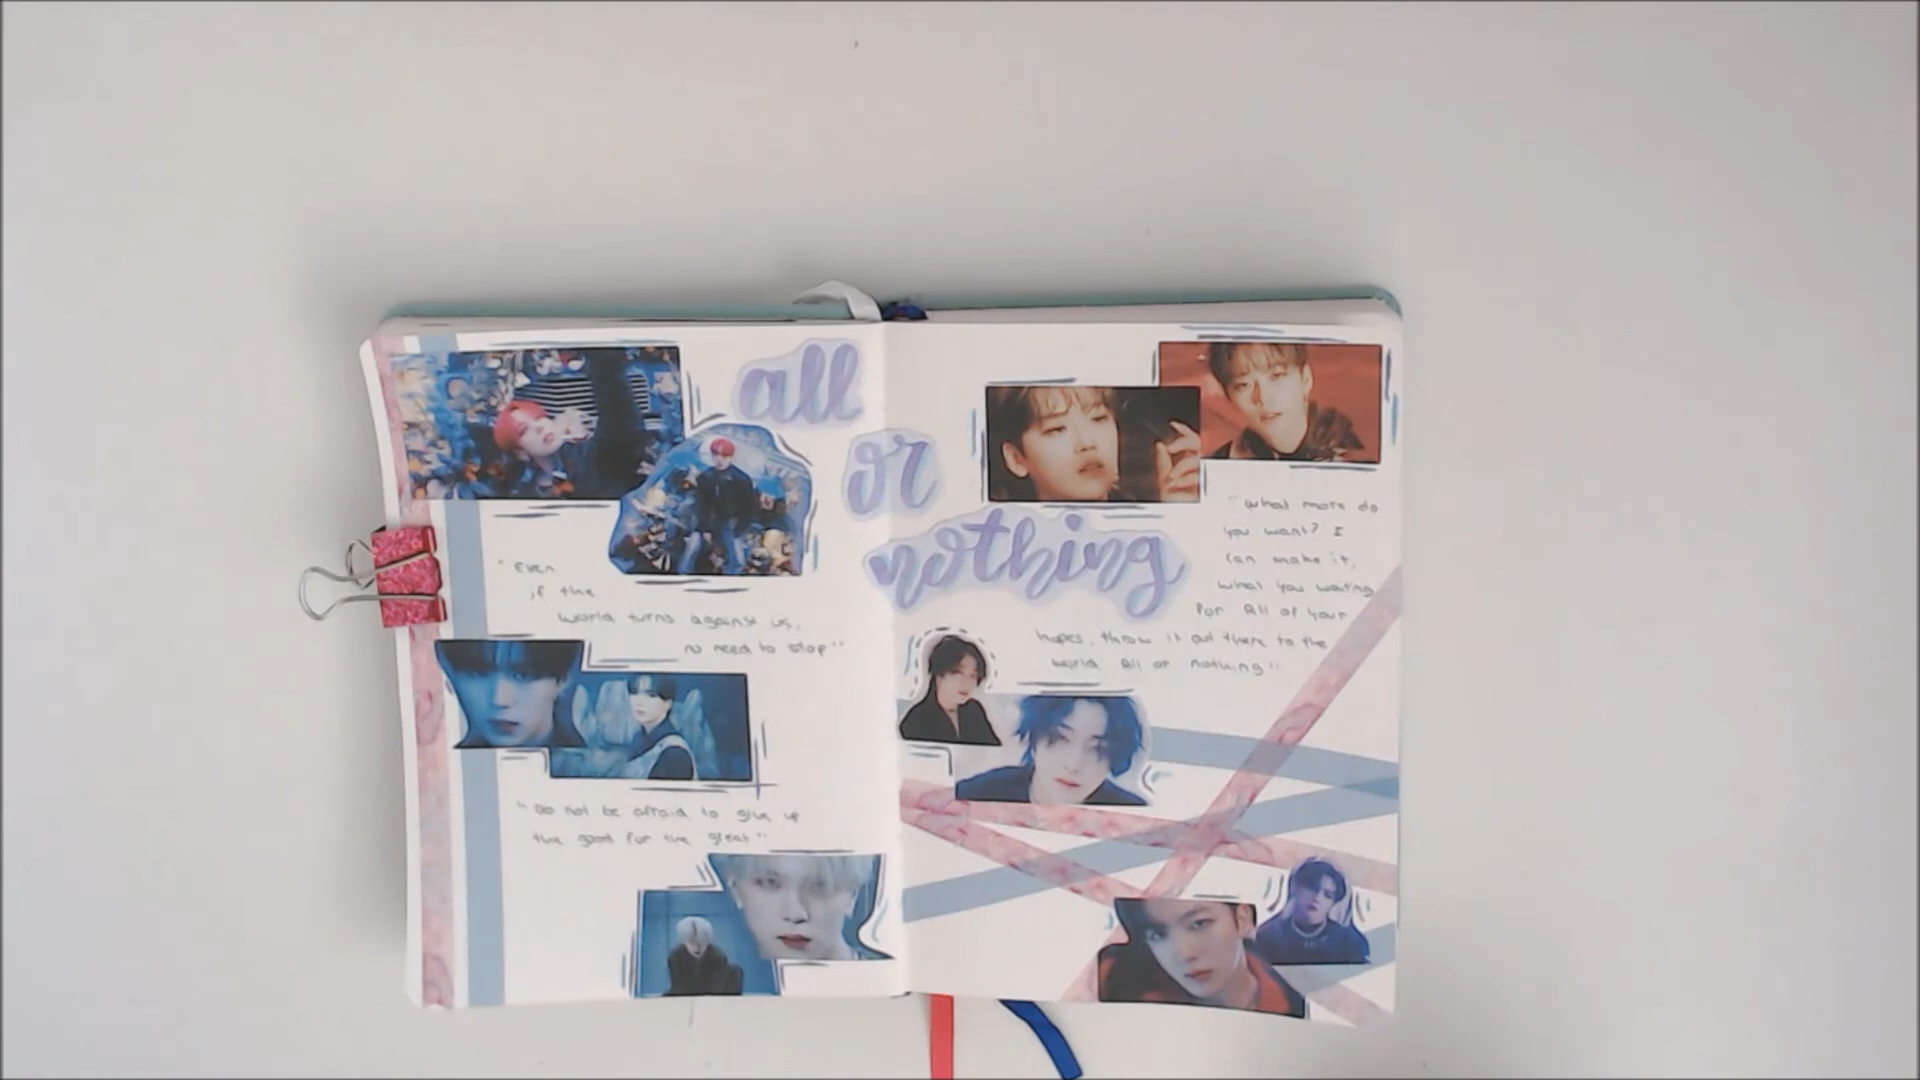 all
or
nothing
"Even
if the
world turns against us,
no need to stop"
"Do not be afraid to give up
the good for the great"
"What more do
you want? I
can make it,
what you waiting
for All of your
hopes, throw it out there to the
world All or nothing"